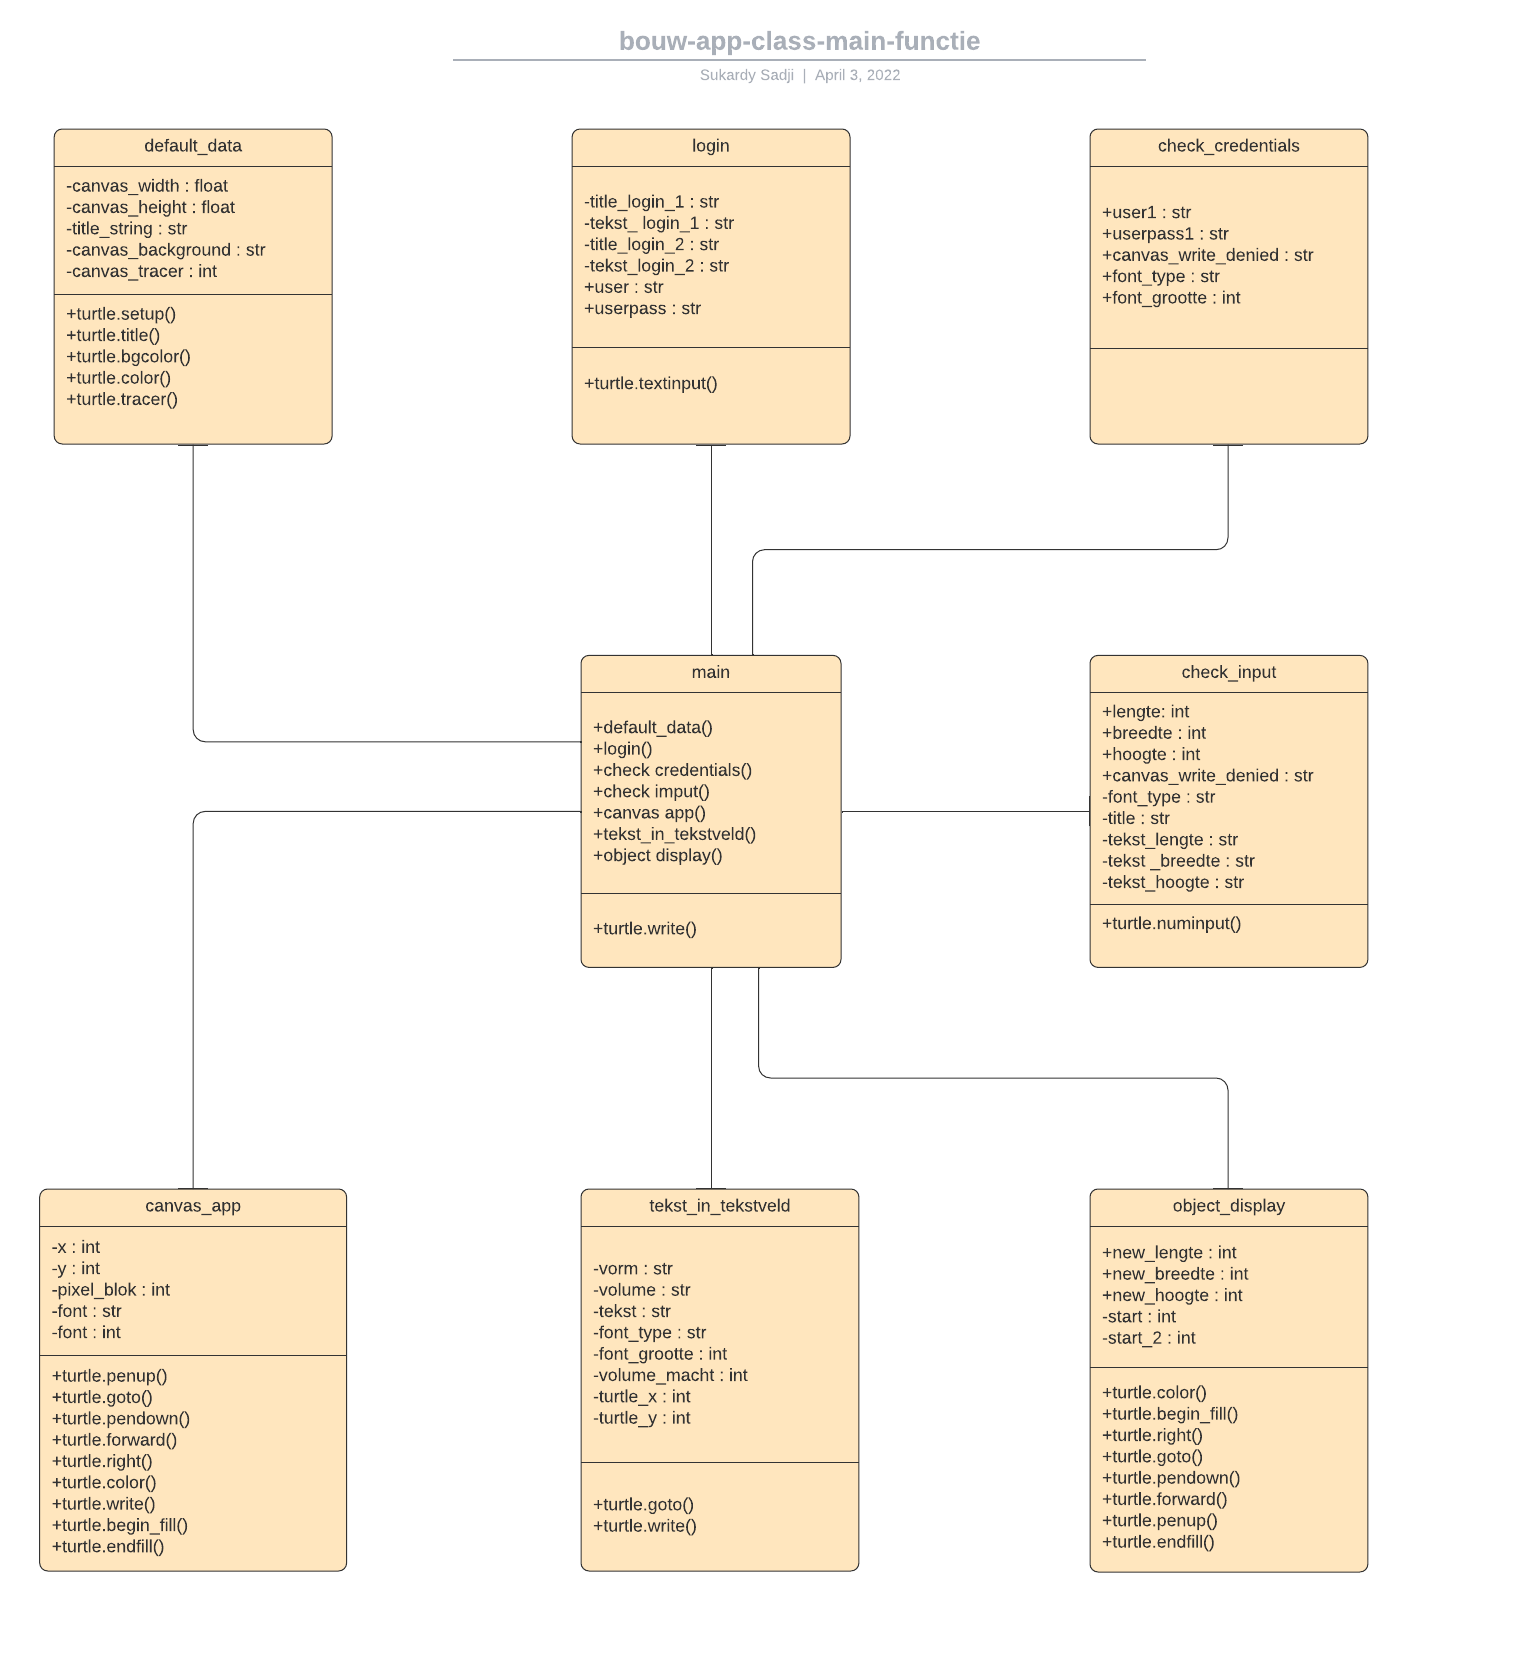 bouw-app-class-main-functie
Sukardy Sadji | April 3, 2022
default_data
-canvas_width : float
-canvas_height : float
-title_string : str
-canvas_background : str
-canvas_tracer : int
+turtle.setup()
+turtle.title()
+turtle.bgcolor()
+turtle.color()
+turtle.tracer()
login
-title_login_1 : str
-tekst_ login_1 : str
-title_login_2 : str
-tekst_login_2 : str
+user : str
+userpass : str
+turtle.textinput()
check_credentials
+user1 : str
+userpass1 : str
+canvas_write_denied : str
+font_type : str
+font_grootte : int
main
+default_data()
+login()
+check credentials()
+check imput()
+canvas app()
+tekst_in_tekstveld()
+object display()
+turtle.write()
check_input
+lengte: int
+breedte : int
+hoogte : int
+canvas_write_denied : str
-font_type : str
-title : str
-tekst_lengte : str
-tekst _breedte : str
-tekst_hoogte : str
+turtle.numinput()
canvas_app
-x : int
-y : int
-pixel_blok : int
-font : str
-font : int
+turtle.penup()
+turtle.goto()
+turtle.pendown()
+turtle.forward()
+turtle.right()
+turtle.color()
+turtle.write()
+turtle.begin_fill()
+turtle.endfill()
tekst_in_tekstveld
-vorm : str
-volume : str
-tekst : str
-font_type : str
-font_grootte : int
-volume_macht : int
-turtle_x : int
-turtle_y : int
+turtle.goto()
+turtle.write()
object_display
+new_lengte : int
+new_breedte : int
+new_hoogte : int
-start : int
-start_2 : int
+turtle.color()
+turtle.begin_fill()
+turtle.right()
+turtle.goto()
+turtle.pendown()
+turtle.forward()
+turtle.penup()
+turtle.endfill()